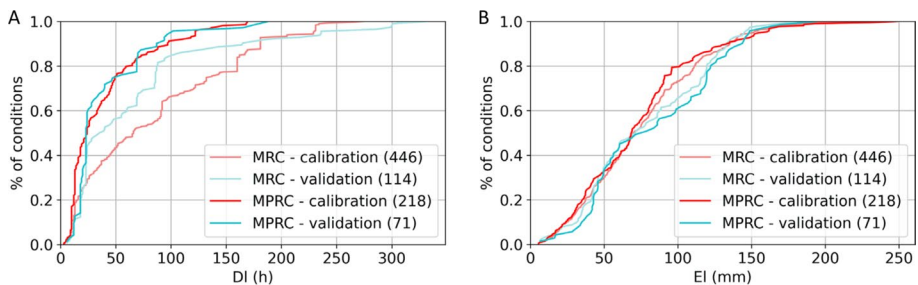 A
1.0
0.8
0.6
0.4
0.2
0.0
% of conditions
MRC - calibration (446)
MRC - validation (114)
MPRC - calibration (218)
MPRC - validation (71)
0 50 100 150 200 250 300
DI (h)
B
1.0
0.8
0.6
0.4
0.2
0.0
% of conditions
MRC - calibration (446)
MRC - validation (114)
MPRC - calibration (218)
MPRC - validation (71)
0 50 100 150 200 250
EI (mm)